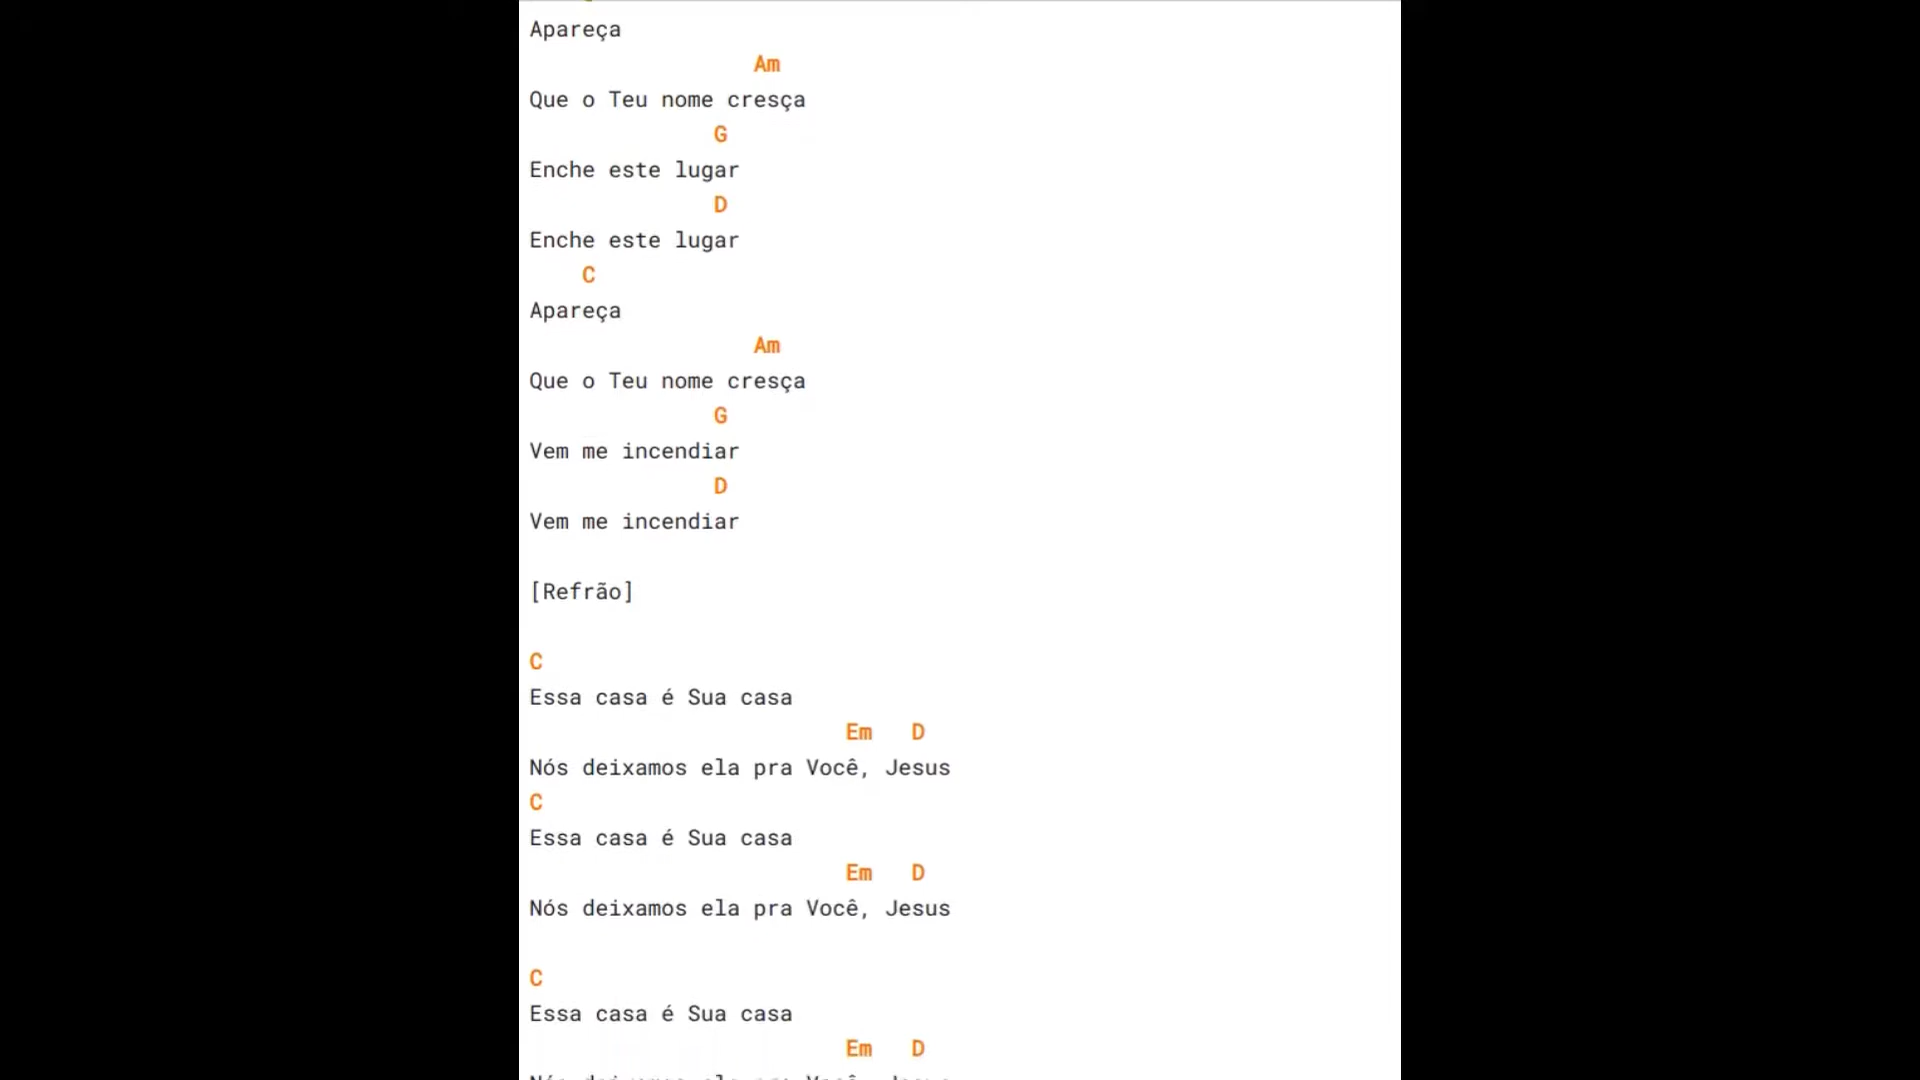 Apareça
Am
Que o Teu nome cresça
G
Enche este lugar
D
Enche este lugar
C
Apareça
Am
Que o Teu nome cresça
G
Vem me incendiar
D
Vem me incendiar
[Refrão]
C
Essa casa é Sua casa
Em D
Nós deixamos ela pra Você, Jesus
C
Essa casa é Sua casa
Em D
Nós deixamos ela pra Você, Jesus
C
Essa casa é Sua casa
Em D